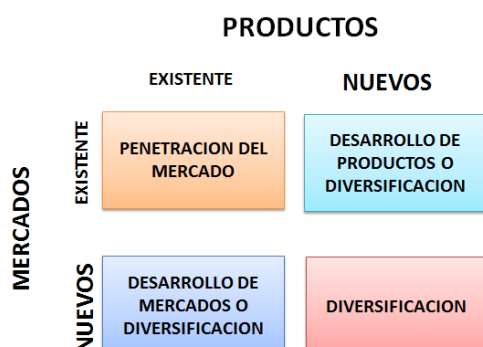 PRODUCTOS
EXISTENTE
NUEVOS
MERCADOS
EXISTENTE
PENETRACION DEL
MERCADO
DESARROLLO DE
PRODUCTOS O
DIVERSIFICACION
NUEVOS
DESARROLLO DE
MERCADOS O
DIVERSIFICACION
DIVERSIFICACION